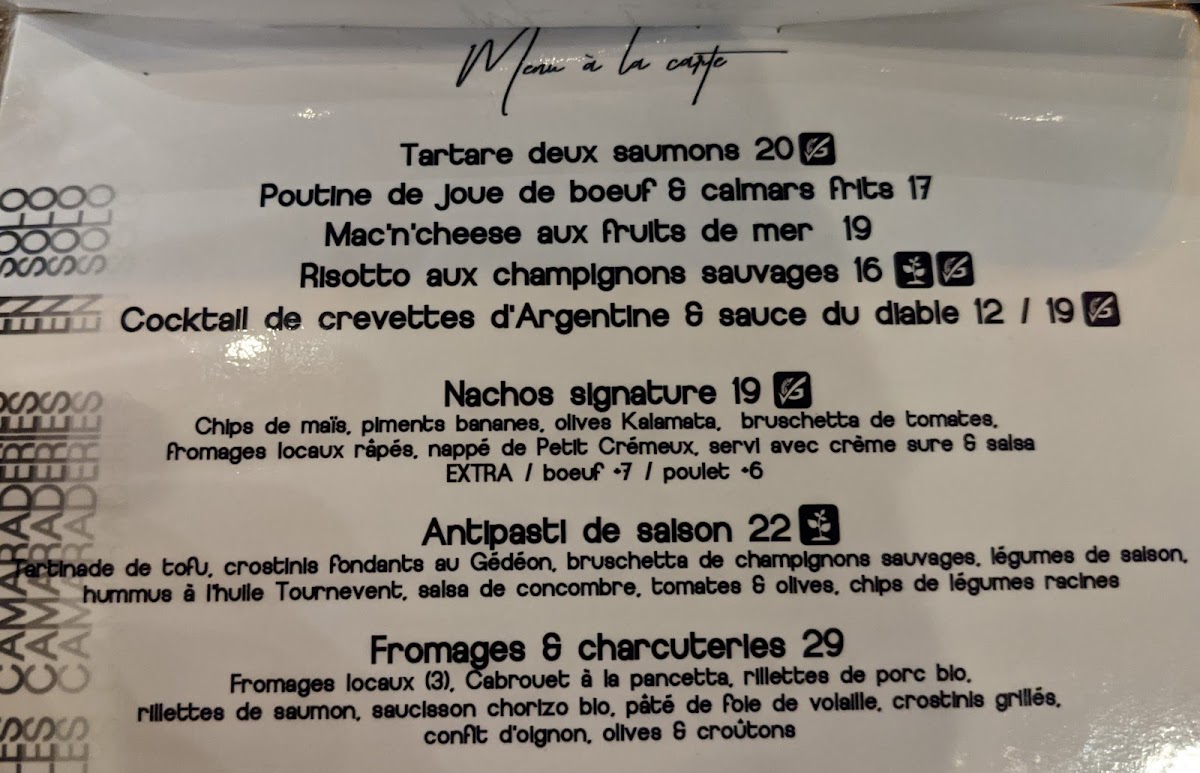 Menu à la carte
Tartare deux saumons 20
Poutine de joue de boeuf & calmars frits 17
Mac'n'cheese aux fruits de mer 19
Risotto aux champignons sauvages 16
Cocktail de crevettes d'Argentine & sauce du diable 12 / 19
Nachos signature 19
Chips de maïs, piments bananes, olives Kalamata, bruschetta de tomates,
fromages locaux râpés, nappé de Petit Crémeux, servi avec crème sure & salsa
EXTRA / boeuf +7 / poulet +6
Antipasti de saison 22
Tartinade de tofu, crostinis fondants au Gédéon, bruschetta de champignons sauvages, légumes de saison,
hummus à l'huile Tournevent, salsa de concombre, tomates & olives, chips de légumes racines
Fromages & charcuteries 29
Fromages locaux (3), Cabrouet à la pancetta, rillettes de porc bio,
rillettes de saumon, saucisson chorizo bio, pâté de foie de volaille, crostinis grillés,
confit d'oignon, olives & croûtons
CAMARADERIES
CAMARADERIES
CAMARADERIES
EN
EN
EN